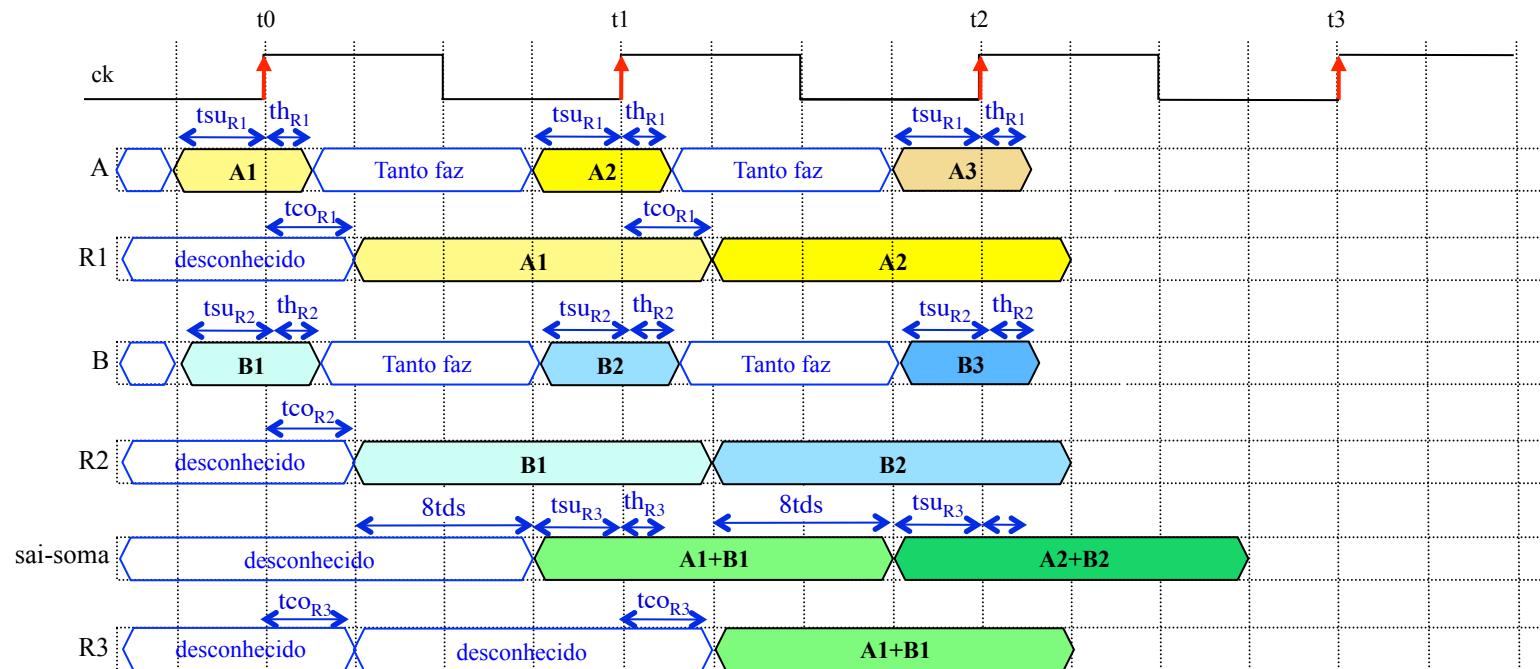 t0 t1 t2 t3
ck
tsuR1 thR1 tsuR1 thR1 tsuR1 thR1
A A1 Tanto faz A2 Tanto faz A3
tcoR1 tcoR1
R1 desconhecido A1 A2
tsuR2 thR2 tsuR2 thR2 tsuR2 thR2
B B1 Tanto faz B2 Tanto faz B3
tcoR2
R2 desconhecido B1 B2
8tds tsuR3 thR3 8tds tsuR3
sai-soma desconhecido A1+B1 A2+B2
tcoR3 tcoR3
R3 desconhecido desconhecido A1+B1